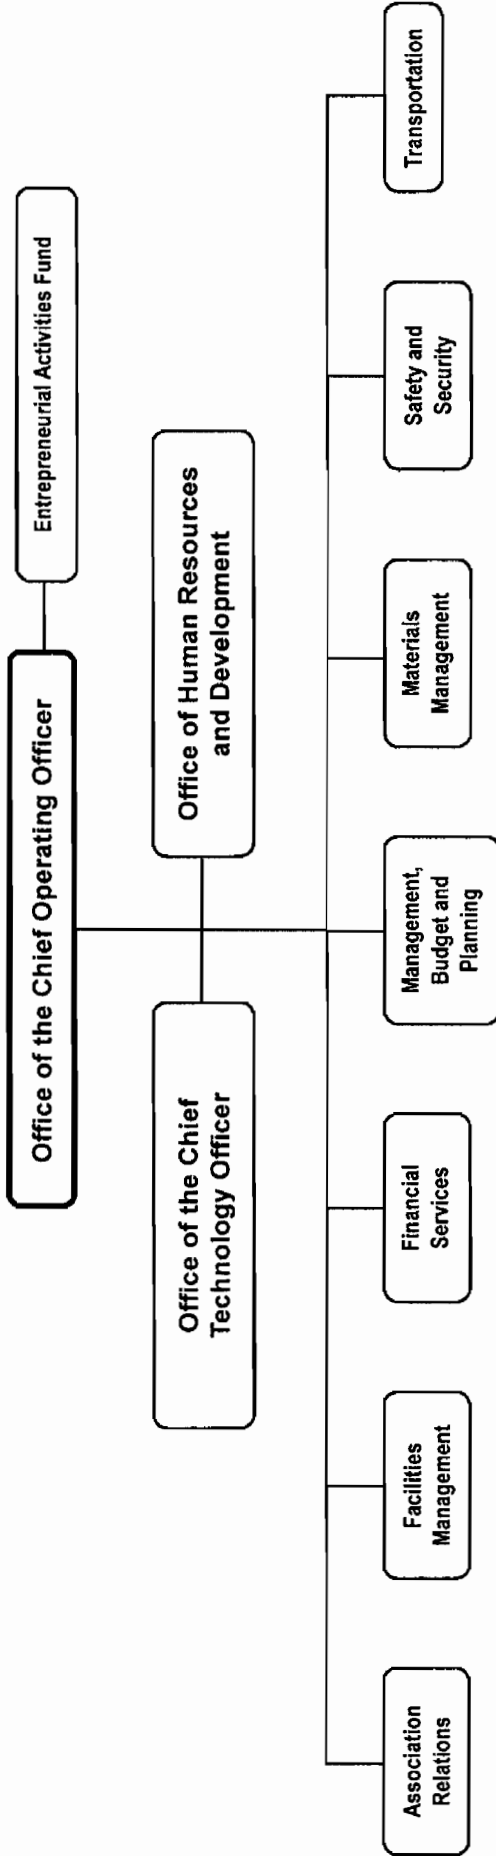 Office of the Chief Operating Officer
Entrepreneurial Activities Fund
Office of the Chief
Technology Officer
Office of Human Resources
and Development
Association
Relations
Facilities
Management
Financial
Services
Management,
Budget and
Planning
Materials
Management
Safety and
Security
Transportation